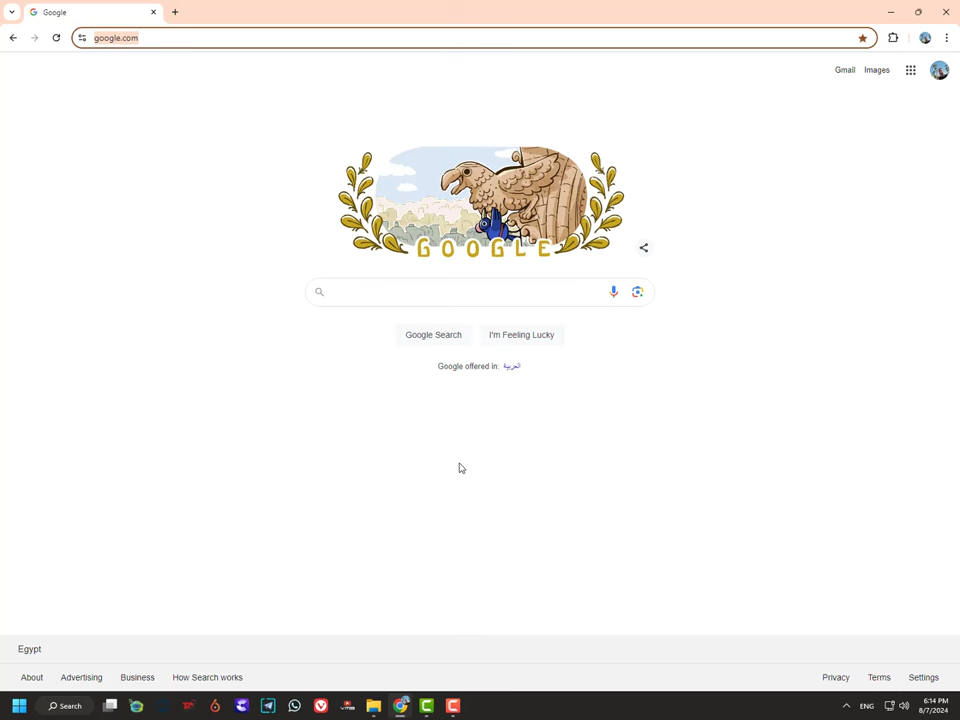 Google
google.com
Gmail Images
GOOGLE
Google Search I'm Feeling Lucky
Google offered in: العربية
Egypt
About Advertising Business How Search works Privacy Terms Settings
Search ENG 6:14 PM
8/7/2024